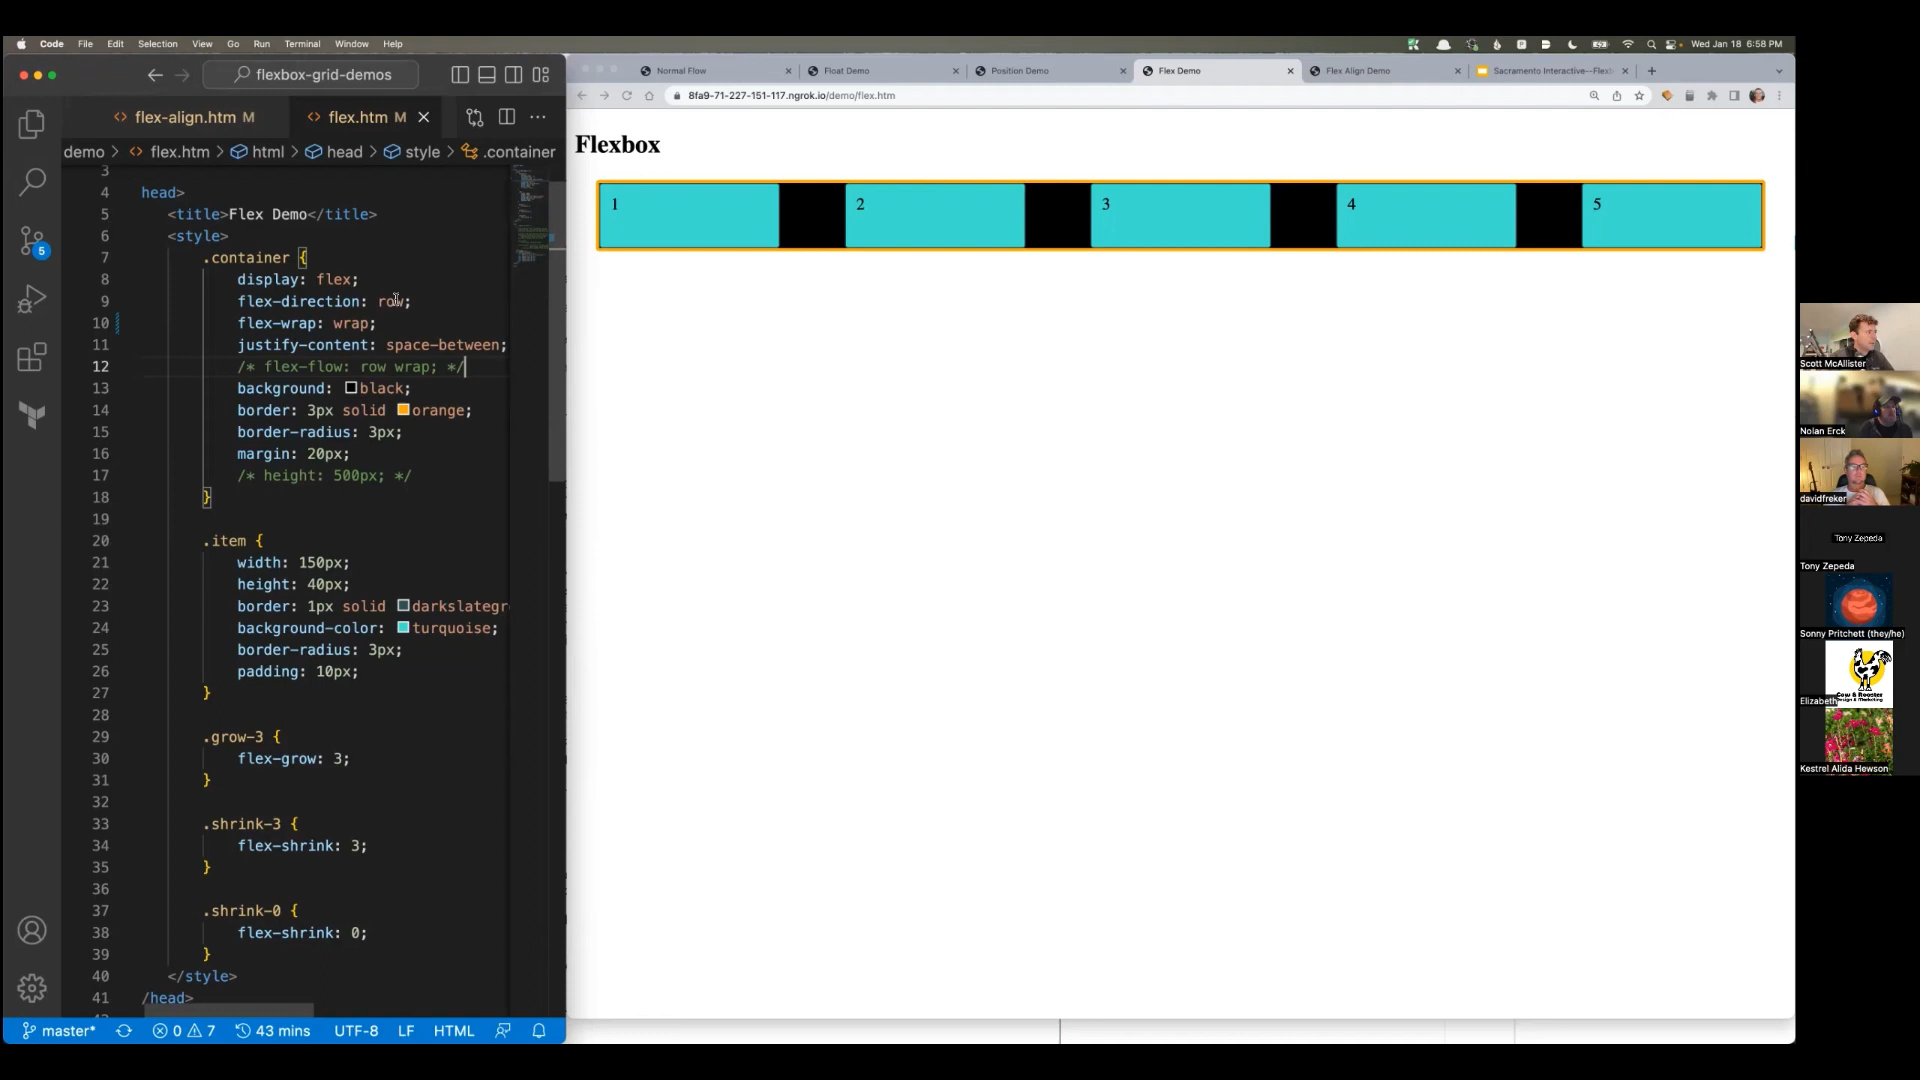 Code File Edit Selection View Go Run Terminal Window Help
Wed Jan 18 6:58 PM
flexbox-grid-demos
flex-align.htm M
flex.htm M
demo > flex.htm > html > head > style > .container
3
4 head>
5 <title>Flex Demo</title>
6 <style>
7 .container {
8 display: flex;
9 flex-direction: row;
10 flex-wrap: wrap;
11 justify-content: space-between;
12 /* flex-flow: row wrap; */
13 background: black;
14 border: 3px solid orange;
15 border-radius: 3px;
16 margin: 20px;
17 /* height: 500px; */
18 }
19
20 .item {
21 width: 150px;
22 height: 40px;
23 border: 1px solid darkslategr
24 background-color: turquoise;
25 border-radius: 3px;
26 padding: 10px;
27 }
28
29 .grow-3 {
30 flex-grow: 3;
31 }
32
33 .shrink-3 {
34 flex-shrink: 3;
35 }
36
37 .shrink-0 {
38 flex-shrink: 0;
39 }
40 </style>
41 /head>
5
master* 0 7 43 mins UTF-8 LF HTML
Normal Flow
Float Demo
Position Demo
Flex Demo
Flex Align Demo
Sacramento Interactive--Flexb
8fa9-71-227-151-117.ngrok.io/demo/flex.htm
Flexbox
1 2 3 4 5
Scott McAllister
Nolan Erck
davidfreker
Tony Zepeda
Tony Zepeda
Sonny Pritchett (they/he)
Cow & Rooster
Design & Marketing
Elizabeth
Kestrel Alida Hewson